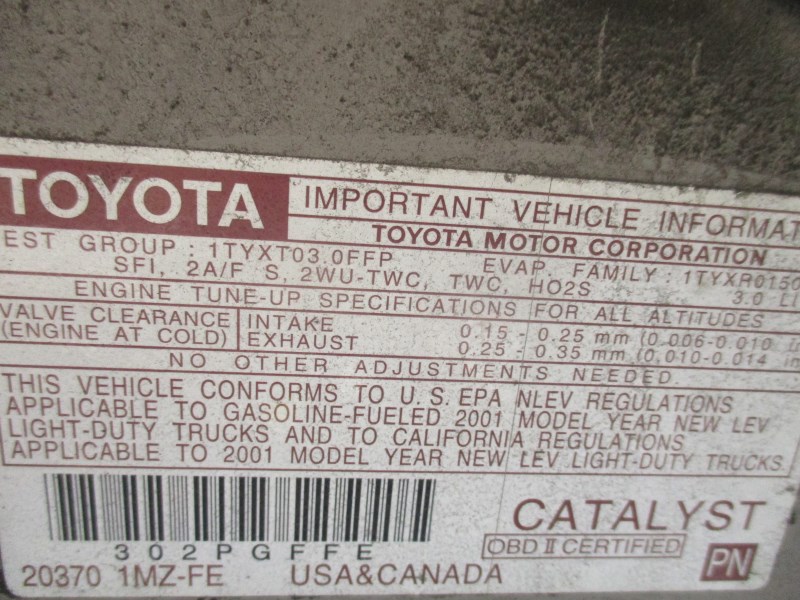 TOYOTA IMPORTANT VEHICLE INFORMAT
TOYOTA MOTOR CORPORATION
EST GROUP : 1TYXT03.0FFP EVAP. FAMILY : 1TYXR0150
SFI, 2A/F S, 2WU-TWC, TWC, HO2S 3.0 LI
ENGINE TUNE-UP SPECIFICATIONS FOR ALL ALTITUDES
VALVE CLEARANCE INTAKE 0.15 - 0.25 mm (0.006-0.010 in
(ENGINE AT COLD) EXHAUST 0.25 - 0.35 mm (0.010-0.014 in
NO OTHER ADJUSTMENTS NEEDED.
THIS VEHICLE CONFORMS TO U.S. EPA NLEV REGULATIONS
APPLICABLE TO GASOLINE-FUELED 2001 MODEL YEAR NEW LEV
LIGHT-DUTY TRUCKS AND TO CALIFORNIA REGULATIONS
APPLICABLE TO 2001 MODEL YEAR NEW LEV LIGHT-DUTY TRUCKS.
302PGFFE
CATALYST
OBD II CERTIFIED
PN
20370 1MZ-FE USA&CANADA